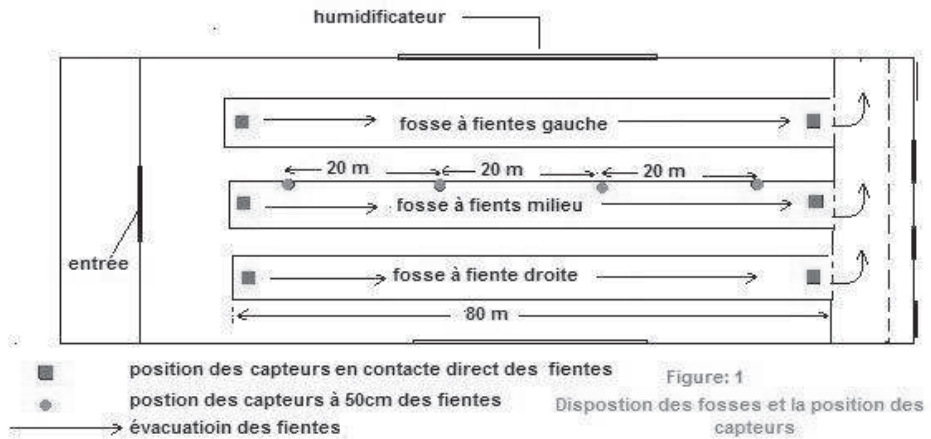 humidificateur
fosse à fientes gauche
20 m 20 m 20 m
fosse à fients milieu
entrée
fosse à fiente droite
80 m
position des capteurs en contacte direct des fientes
postion des capteurs à 50cm des fientes
évacuatioin des fientes
Figure: 1
Dispostion des fosses et la position des
capteurs